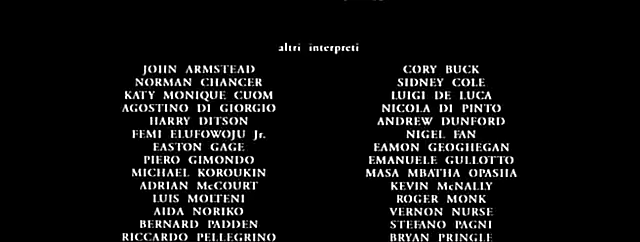 altri interpreti
JOHN ARMSTEAD CORY BUCK
NORMAN CHANCER SIDNEY COLE
KATY MONIQUE CUOM LUIGI DE LUCA
AGOSTINO DI GIORGIO NICOLA DI PINTO
HARRY DITSON ANDREW DUNFORD
FEMI ELUFOWOJU Jr. NIGEL FAN
EASTON GAGE EAMON GEOGHEGAN
PIERO GIMONDO EMANUELE GULLOTTO
MICHAEL KOROUKIN MASA MBATHA OPASHA
ADRIAN McCOURT KEVIN McNALLY
LUIS MOLTENI ROGER MONK
AIDA NORIKO VERNON NURSE
BERNARD PADDEN STEFANO PAGNI
RICCARDO PELLEGRINO BRYAN PRINGLE